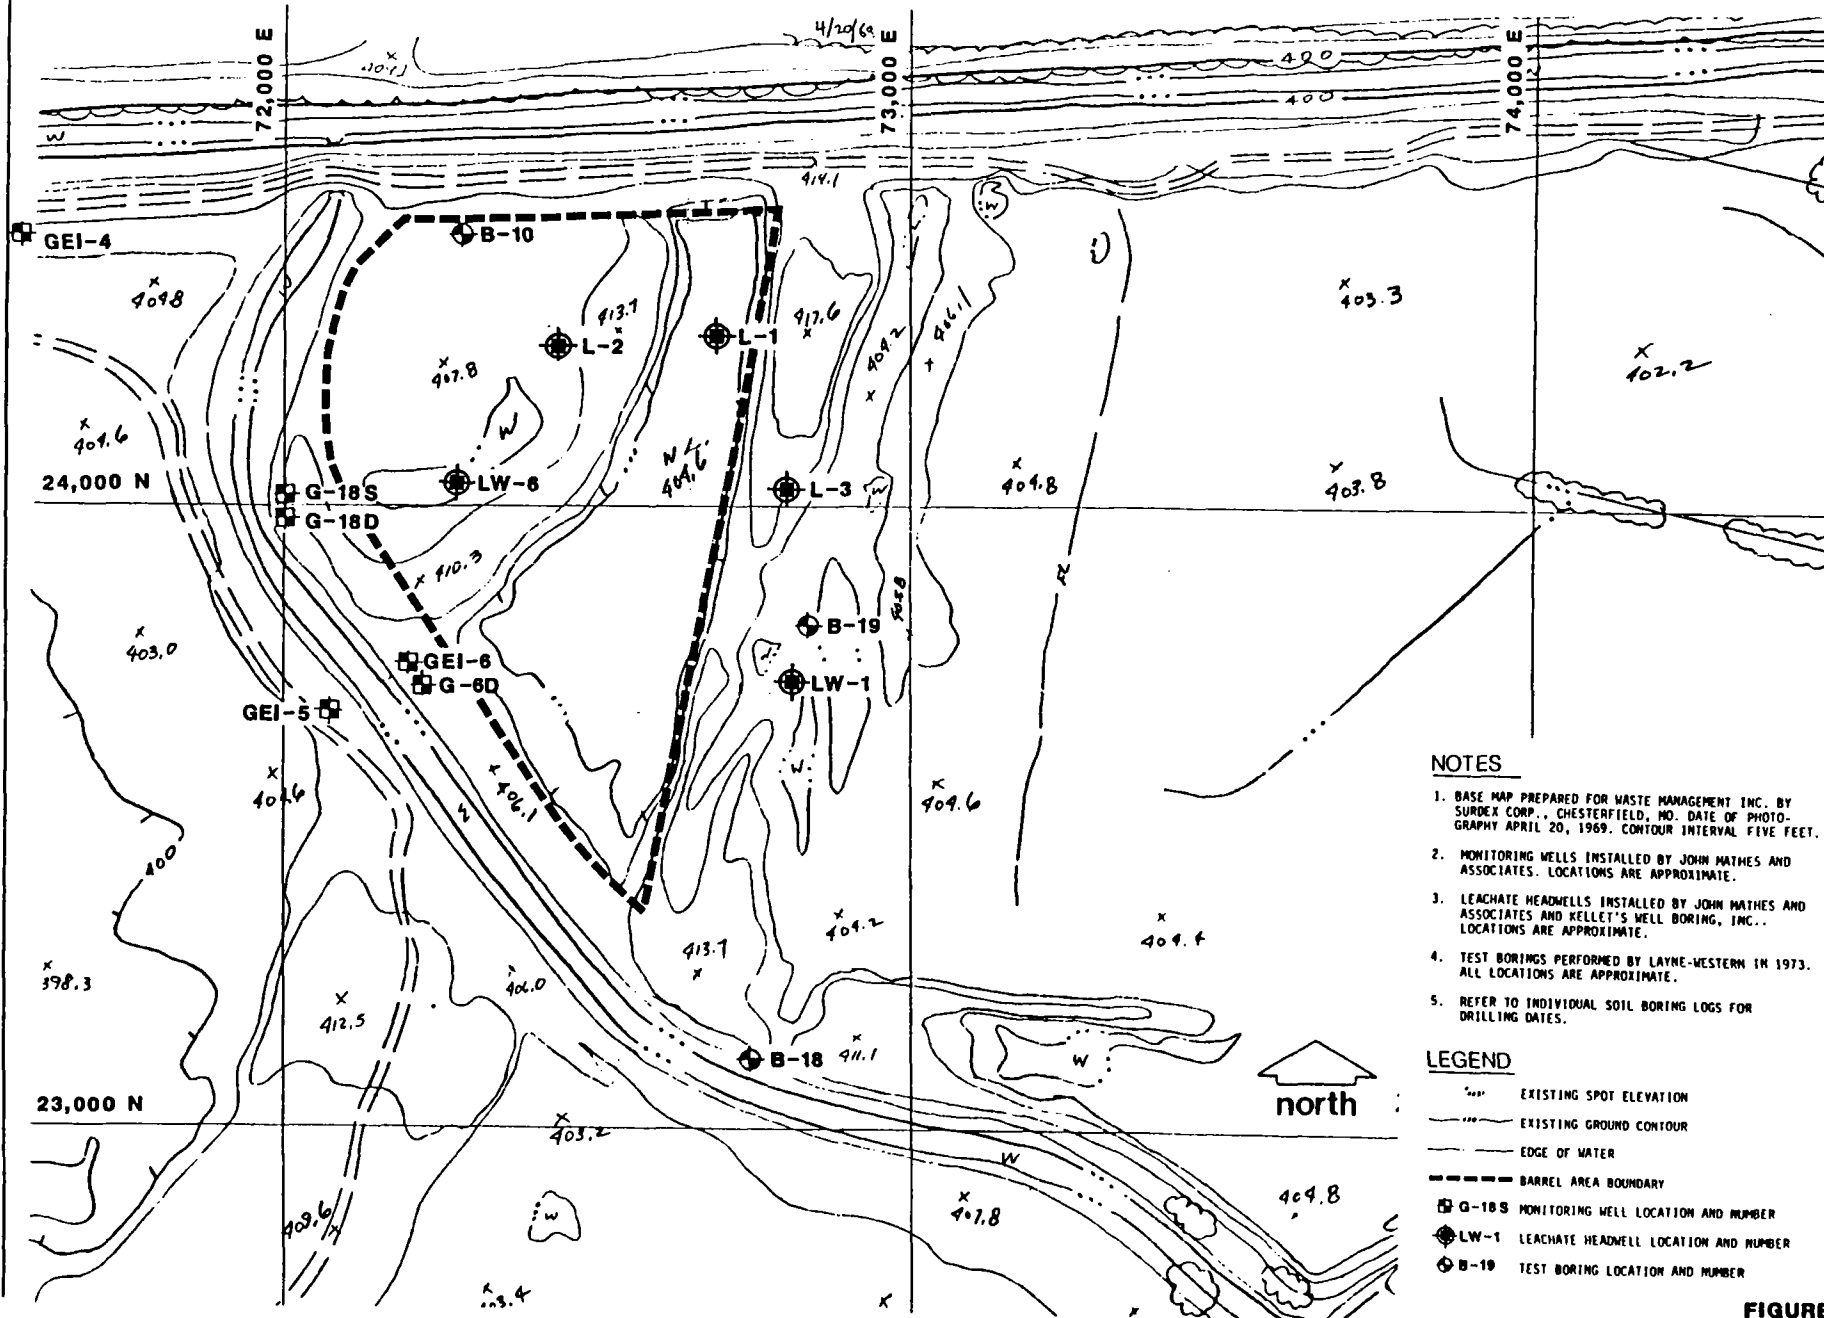 4/20/69
72,000 E
73,000 E
74,000 E
400
400
W
414.1
GEI-4
B-10
W
413.7
L-2
L-1
417.6
404.2
406.1
403.3
402.2
407.8
W
404.6
24,000 N
G-18S
G-18D
LW-6
W L.
404.6
L-3
W
404.8
403.8
410.3
403.0
B-19
GEI-6
G-6D
GEI-5
LW-1
404.6
406.1
W
W
404.6
400
398.3
412.5
413.7
404.2
404.4
B-18
411.1
W
23,000 N
403.2
W
W
407.8
404.8
north
NOTES
1. BASE MAP PREPARED FOR WASTE MANAGEMENT INC. BY
SURDEX CORP., CHESTERFIELD, MO. DATE OF PHOTO-
GRAPHY APRIL 20, 1969. CONTOUR INTERVAL FIVE FEET.
2. MONITORING WELLS INSTALLED BY JOHN MATHES AND
ASSOCIATES. LOCATIONS ARE APPROXIMATE.
3. LEACHATE HEADWELLS INSTALLED BY JOHN MATHES AND
ASSOCIATES AND KELLET'S WELL BORING, INC..
LOCATIONS ARE APPROXIMATE.
4. TEST BORINGS PERFORMED BY LAYNE-WESTERN IN 1973.
ALL LOCATIONS ARE APPROXIMATE.
5. REFER TO INDIVIDUAL SOIL BORING LOGS FOR
DRILLING DATES.
LEGEND
EXISTING SPOT ELEVATION
EXISTING GROUND CONTOUR
EDGE OF WATER
BARREL AREA BOUNDARY
G-18S MONITORING WELL LOCATION AND NUMBER
LW-1 LEACHATE HEADWELL LOCATION AND NUMBER
B-19 TEST BORING LOCATION AND NUMBER
FIGURE